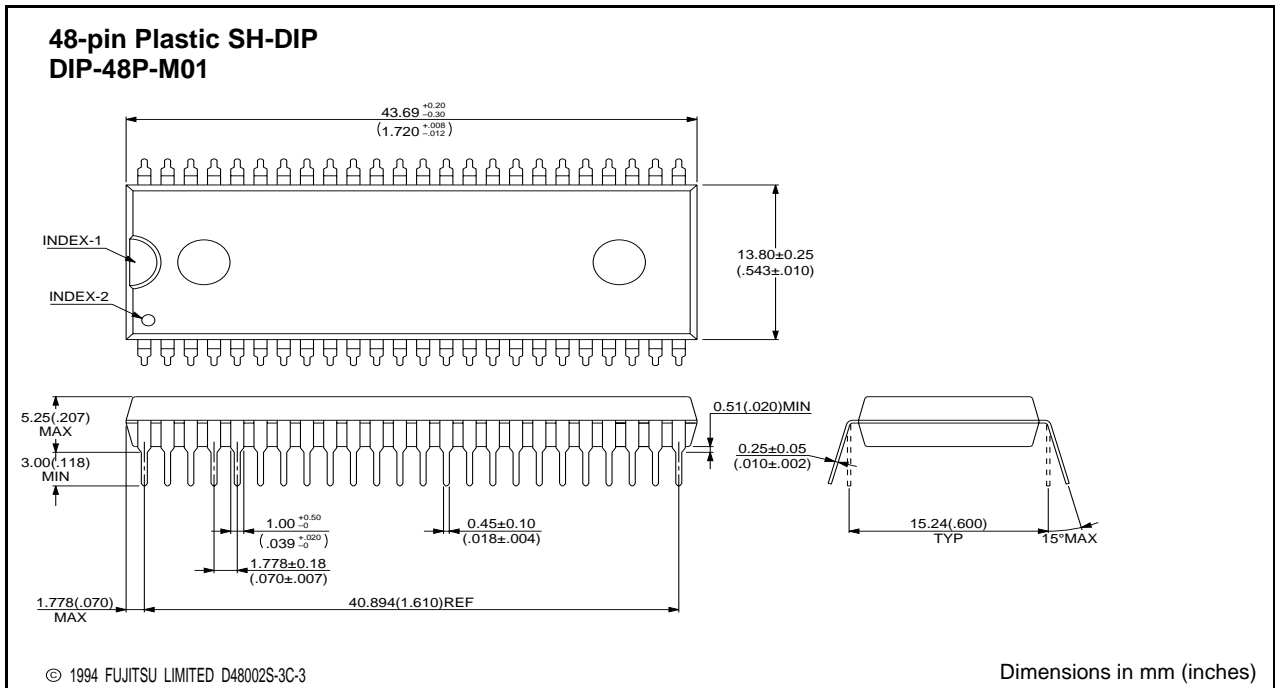 48-pin Plastic SH-DIP
DIP-48P-M01
43.69 +0.20 –0.30
(1.720 +.008 –.012)
INDEX-1
13.80±0.25
(.543±.010)
INDEX-2
5.25(.207)
MAX
0.51(.020)MIN
3.00(.118)
MIN
0.25±0.05
(.010±.002)
1.00 +0.50 –0
(.039 +.020 –0)
0.45±0.10
(.018±.004)
15.24(.600)
TYP
15°MAX
1.778±0.18
(.070±.007)
1.778(.070)
MAX
40.894(1.610)REF
© 1994 FUJITSU LIMITED D48002S-3C-3
Dimensions in mm (inches)